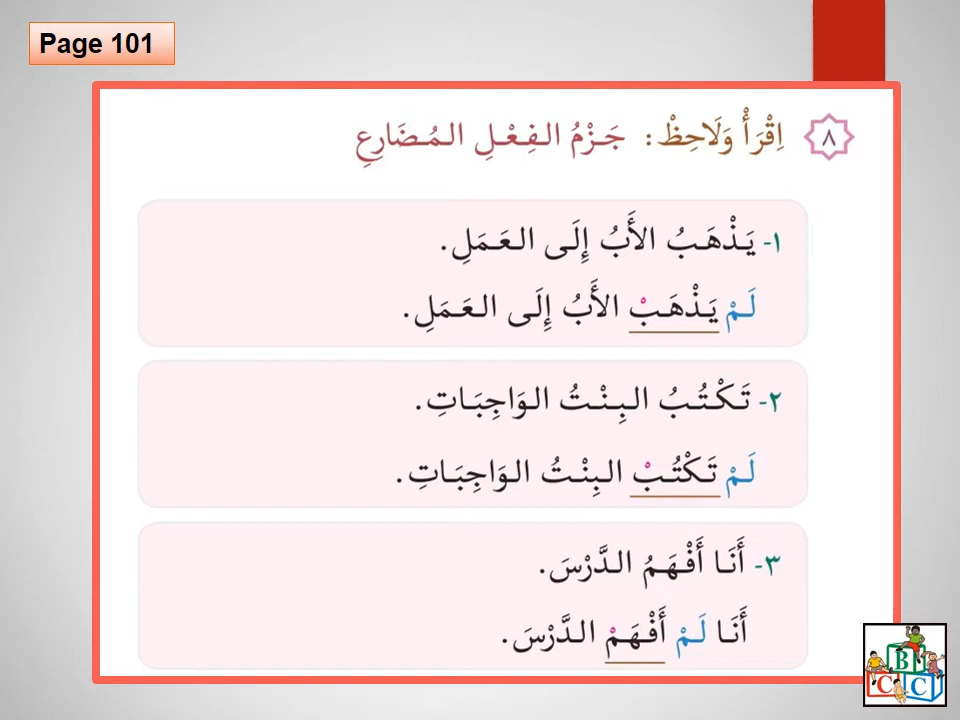 Page 101
٨ اِقْرَأْ وَلَاحِظْ: جَزْمُ الفِعْلِ المُضَارِعِ
١- يَذْهَبُ الأَبُ إِلَى العَمَلِ.
لَمْ يَذْهَبْ الأَبُ إِلَى العَمَلِ.
٢- تَكْتُبُ البِنْتُ الوَاجِبَاتِ.
لَمْ تَكْتُبْ البِنْتُ الوَاجِبَاتِ.
٣- أَنَا أَفْهَمُ الدَّرْسَ.
أَنَا لَمْ أَفْهَمْ الدَّرْسَ.
B
C C